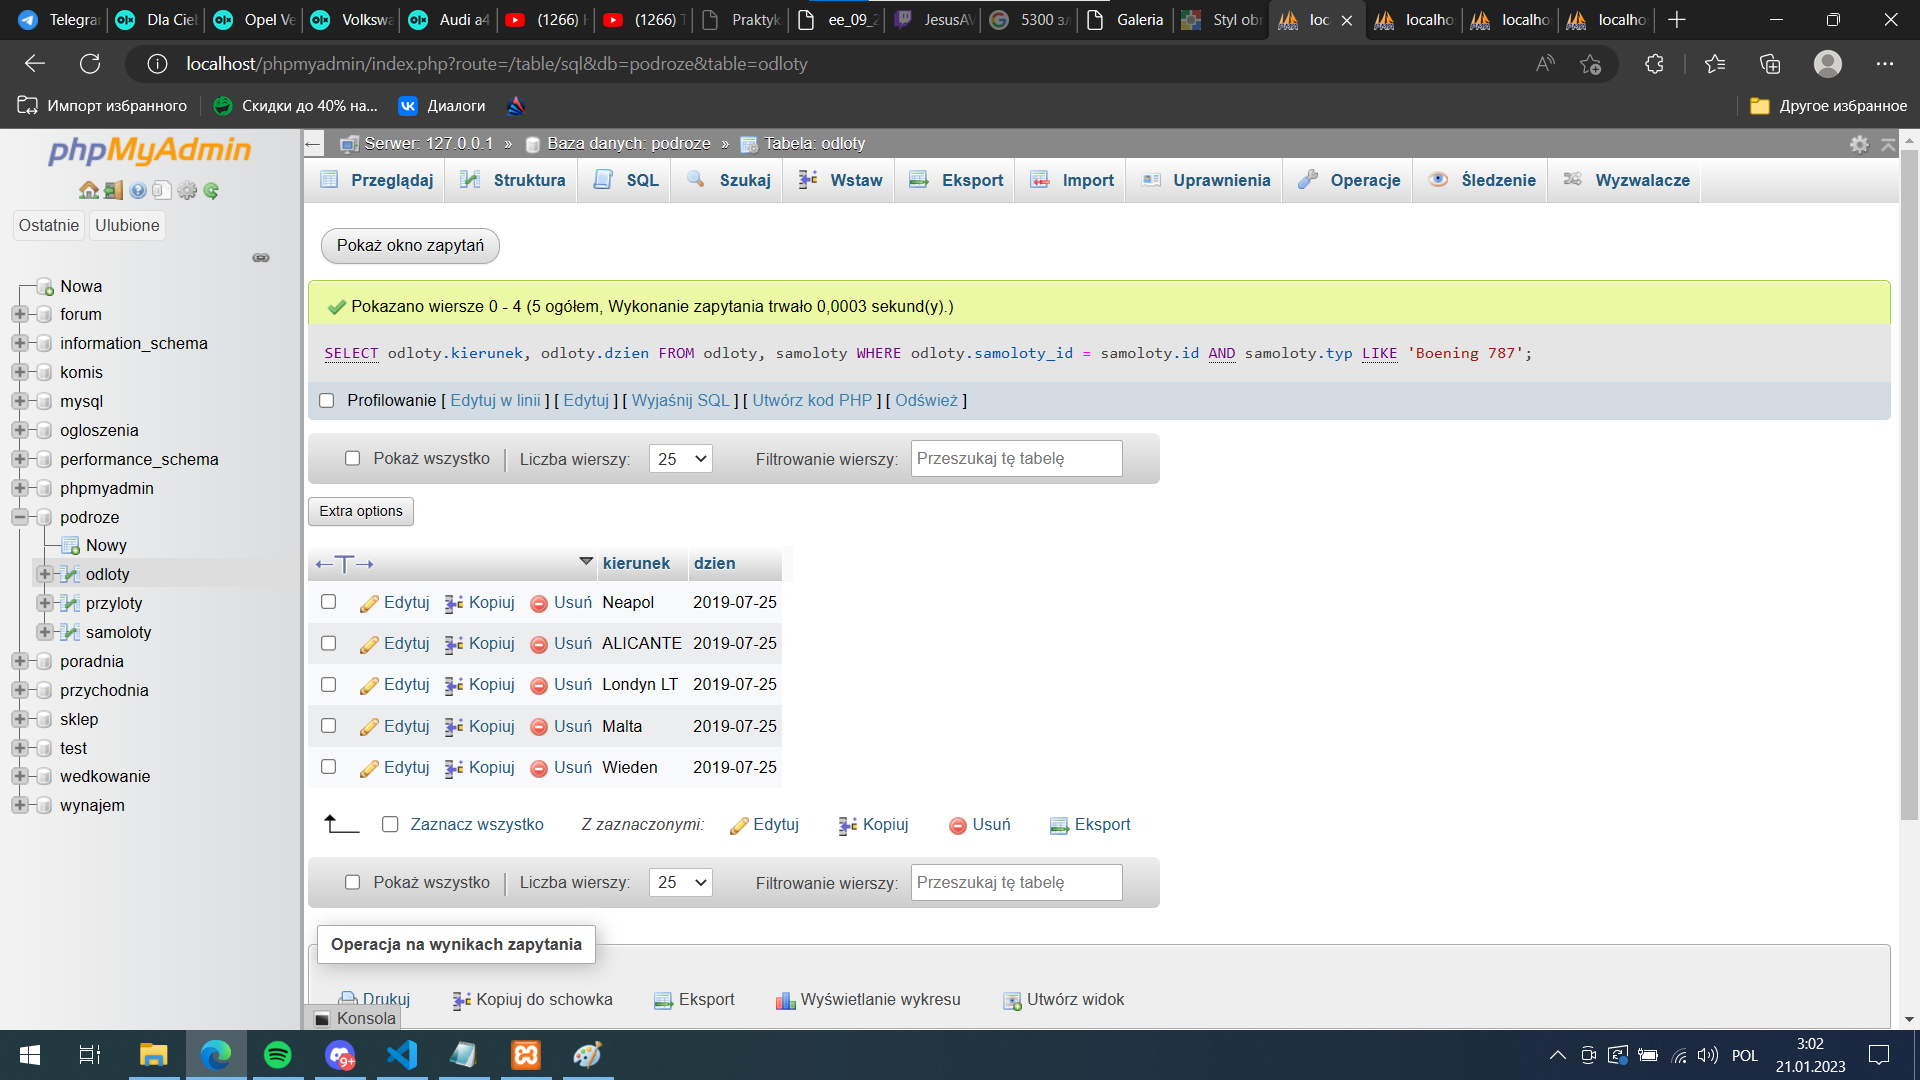 Telegra
Dla Cie
Opel Ve
Volkswa
Audi a4
(1266)
(1266)
Praktyk
ee_09_2
JesusAV
5300 зл
Galeria
Styl obr
loc
localho
localho
localho
localhost/phpmyadmin/index.php?route=/table/sql&db=podroze&table=odloty
Импорт избранного
Скидки до 40% на...
Диалоги
Другое избранное
phpMyAdmin
Ostatnie Ulubione
Nowa
forum
information_schema
komis
mysql
ogloszenia
performance_schema
phpmyadmin
podroze
Nowy
odloty
przyloty
samoloty
poradnia
przychodnia
sklep
test
wedkowanie
wynajem
Serwer: 127.0.0.1 » Baza danych: podroze » Tabela: odloty
Przeglądaj Struktura SQL Szukaj Wstaw Eksport Import Uprawnienia Operacje Śledzenie Wyzwalacze
Pokaż okno zapytań
Pokazano wiersze 0 - 4 (5 ogółem, Wykonanie zapytania trwało 0,0003 sekund(y).)
SELECT odloty.kierunek, odloty.dzien FROM odloty, samoloty WHERE odloty.samoloty_id = samoloty.id AND samoloty.typ LIKE 'Boening 787';
Profilowanie [ Edytuj w linii ] [ Edytuj ] [ Wyjaśnij SQL ] [ Utwórz kod PHP ] [ Odśwież ]
Pokaż wszystko Liczba wierszy: 25 Filtrowanie wierszy: Przeszukaj tę tabelę
Extra options
←T→ kierunek dzien
Edytuj Kopiuj Usuń Neapol 2019-07-25
Edytuj Kopiuj Usuń ALICANTE 2019-07-25
Edytuj Kopiuj Usuń Londyn LT 2019-07-25
Edytuj Kopiuj Usuń Malta 2019-07-25
Edytuj Kopiuj Usuń Wieden 2019-07-25
Zaznacz wszystko Z zaznaczonymi: Edytuj Kopiuj Usuń Eksport
Pokaż wszystko Liczba wierszy: 25 Filtrowanie wierszy: Przeszukaj tę tabelę
Operacja na wynikach zapytania
Drukuj Kopiuj do schowka Eksport Wyświetlanie wykresu Utwórz widok
Konsola
9+
POL
3:02
21.01.2023